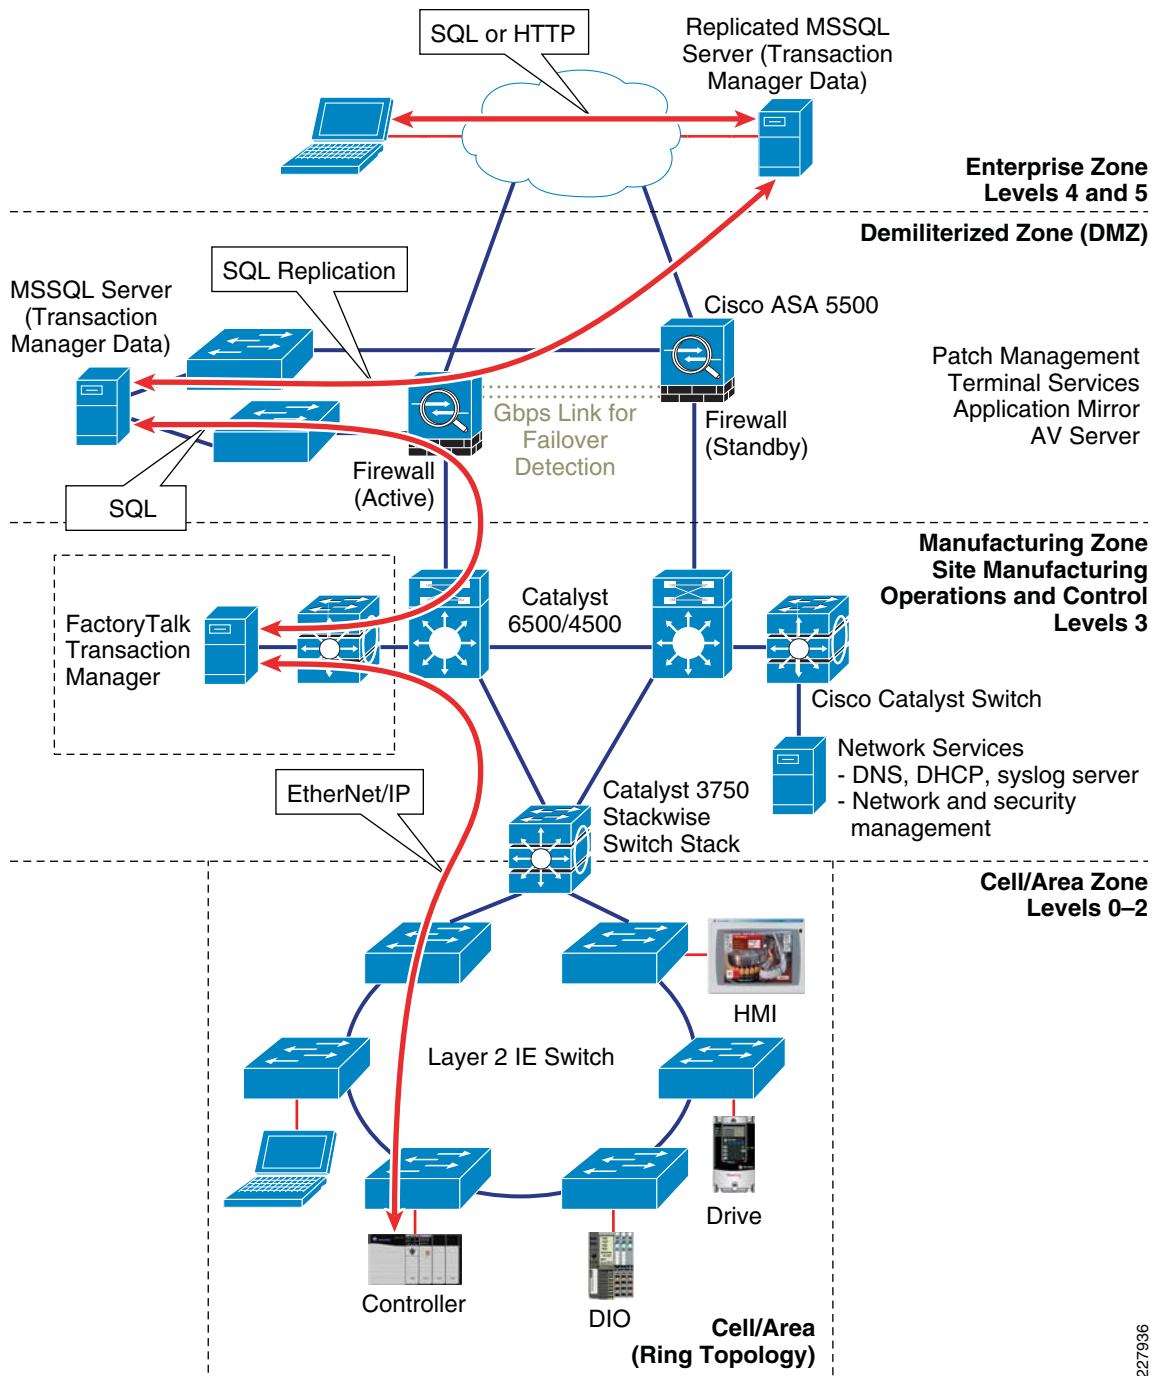 SQL or HTTP
Replicated MSSQL
Server (Transaction
Manager Data)
Enterprise Zone
Levels 4 and 5
Demiliterized Zone (DMZ)
SQL Replication
MSSQL Server
(Transaction
Manager Data)
Cisco ASA 5500
Patch Management
Terminal Services
Application Mirror
AV Server
Gbps Link for
Failover
Detection
Firewall
(Standby)
Firewall
(Active)
SQL
Manufacturing Zone
Site Manufacturing
Operations and Control
Levels 3
FactoryTalk
Transaction
Manager
Catalyst
6500/4500
Cisco Catalyst Switch
Network Services
- DNS, DHCP, syslog server
- Network and security
management
EtherNet/IP
Catalyst 3750
Stackwise
Switch Stack
Cell/Area Zone
Levels 0–2
HMI
Layer 2 IE Switch
Drive
Controller
DIO
Cell/Area
(Ring Topology)
227936